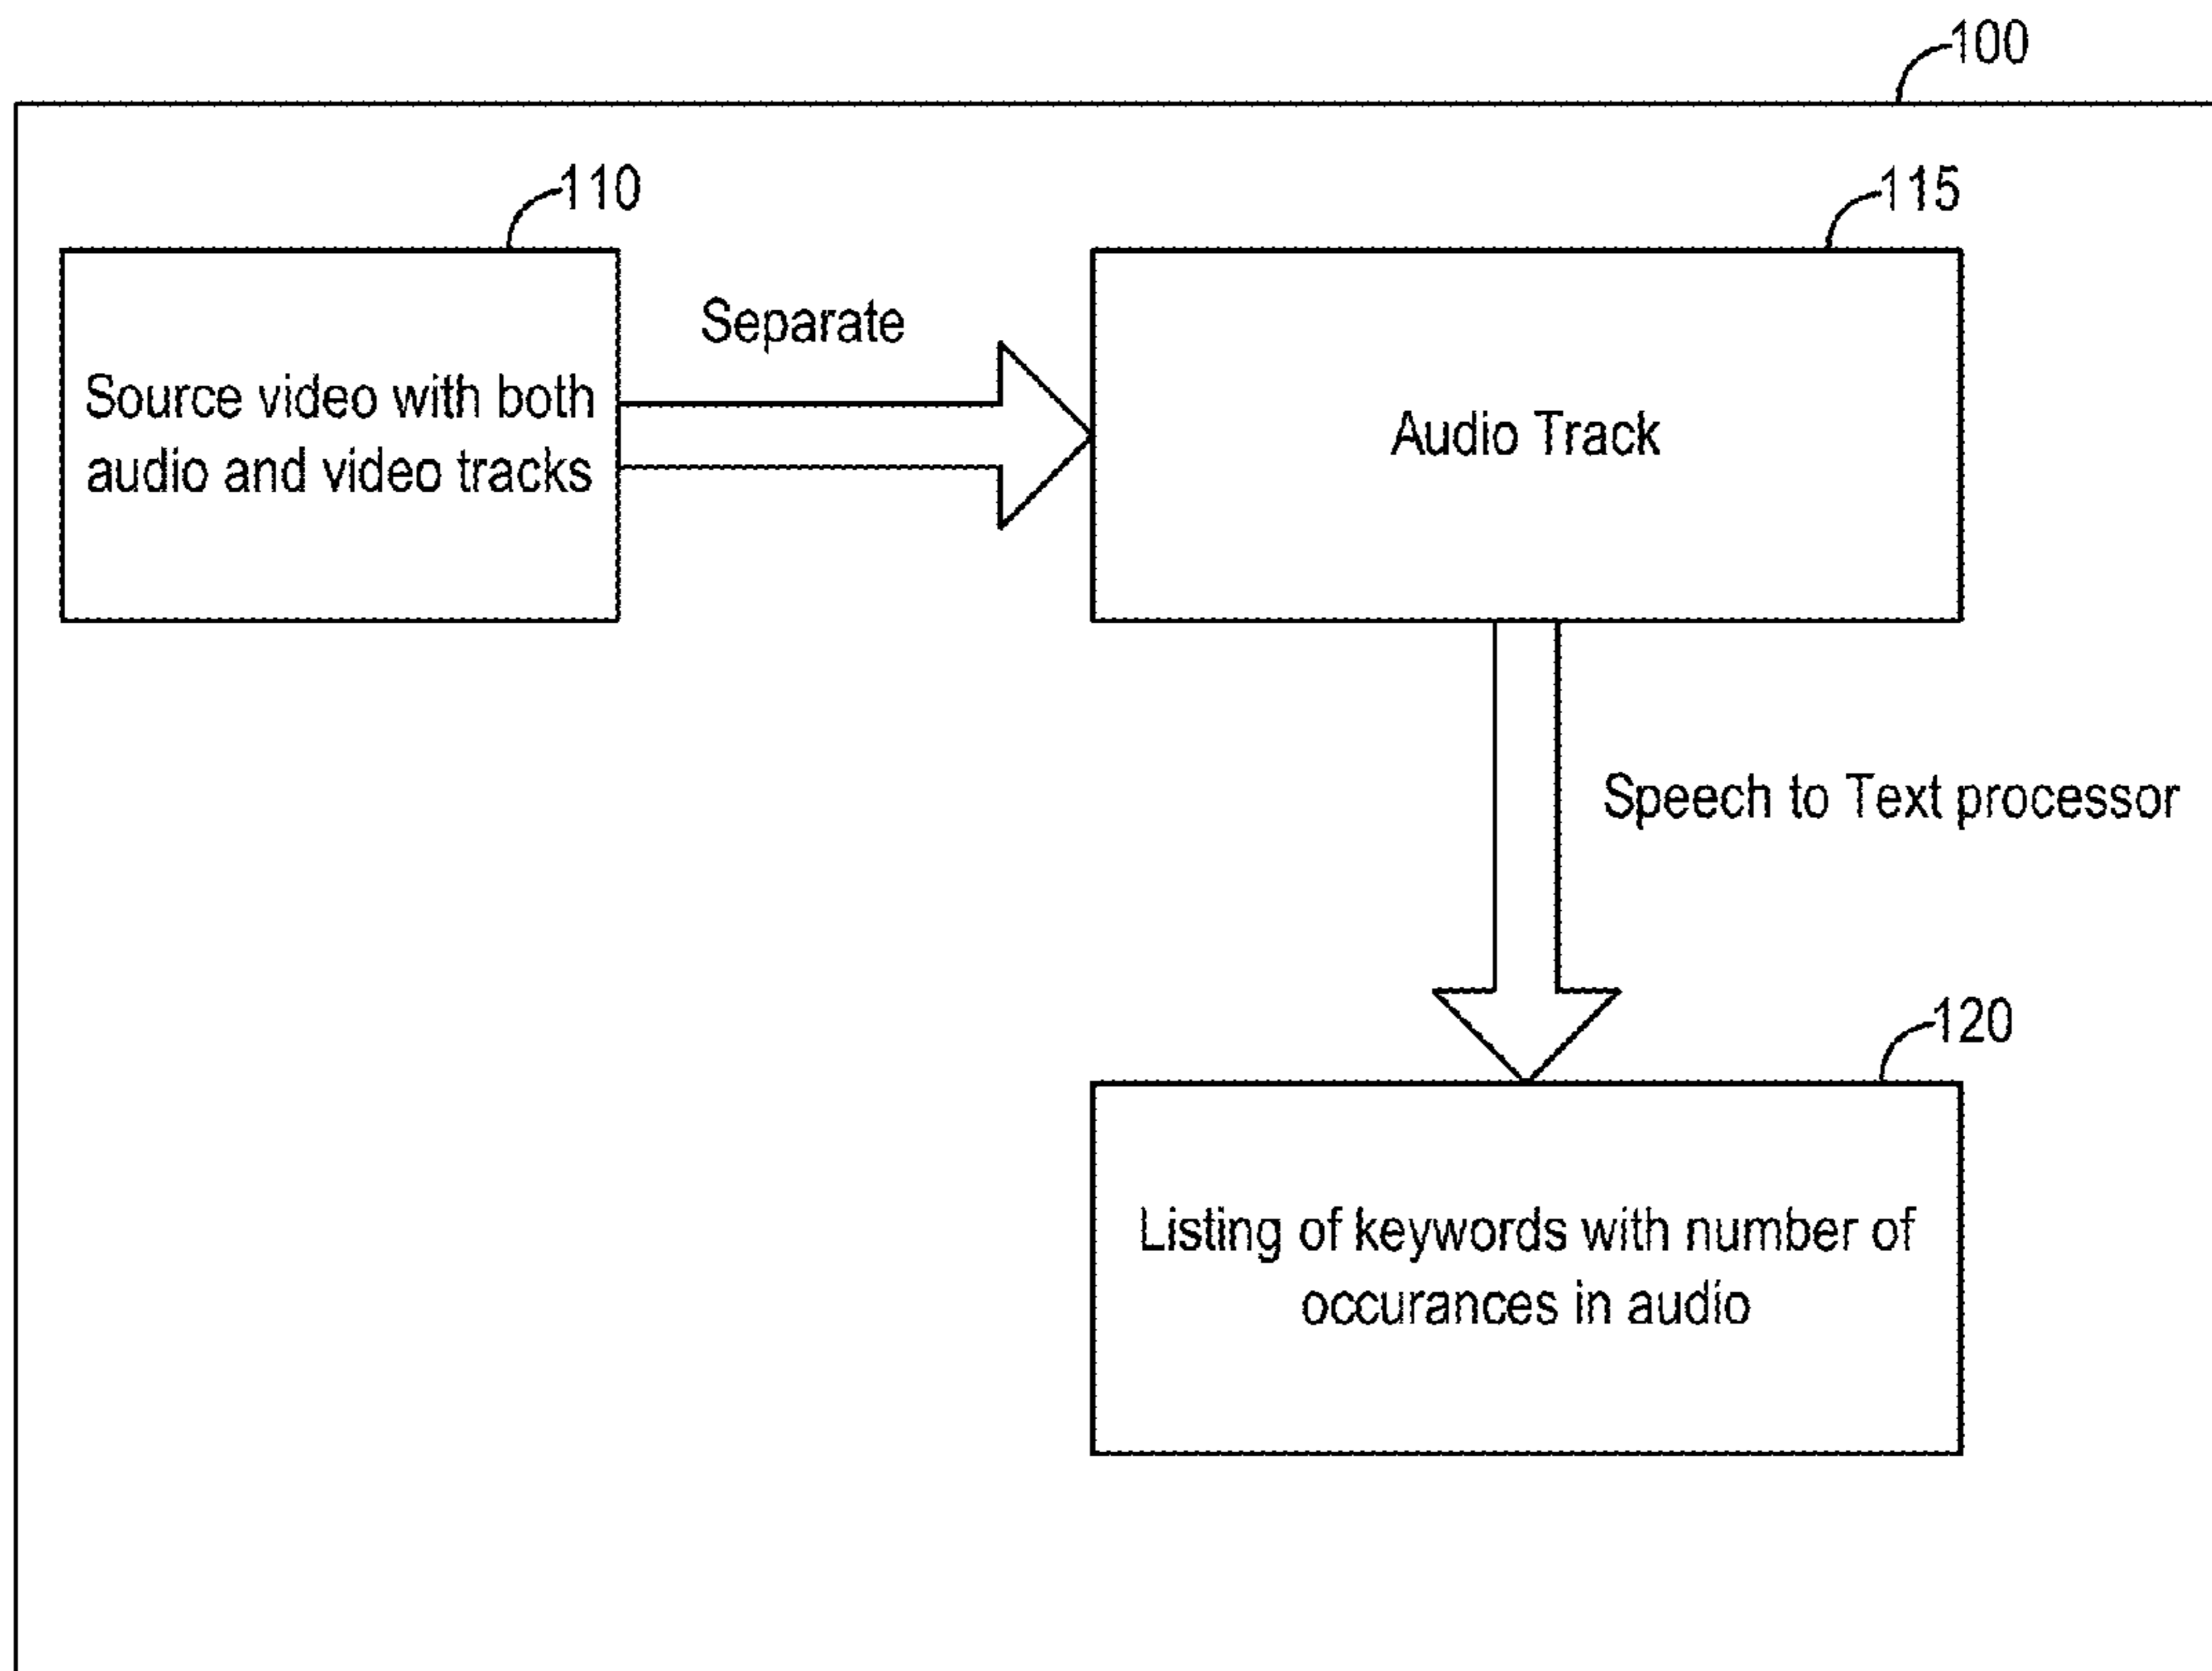 100
110
115
Separate
Source video with both
audio and video tracks
Audio Track
Speech to Text processor
120
Listing of keywords with number of
occurances in audio